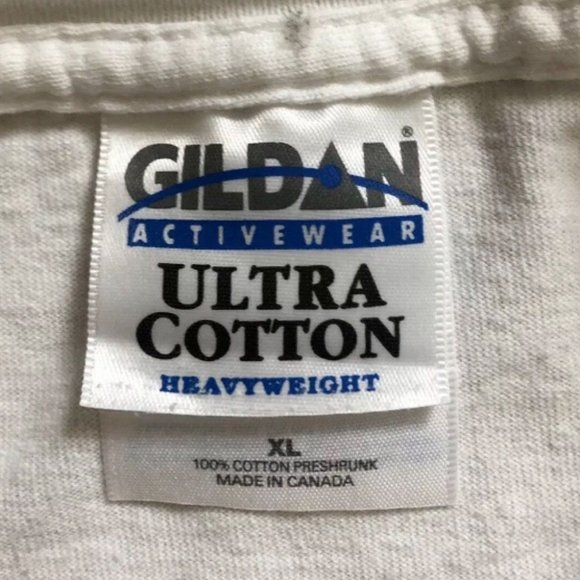 GILDAN®
ACTIVEWEAR
ULTRA
COTTON
HEAVYWEIGHT
XL
100% COTTON PRESHRUNK
MADE IN CANADA